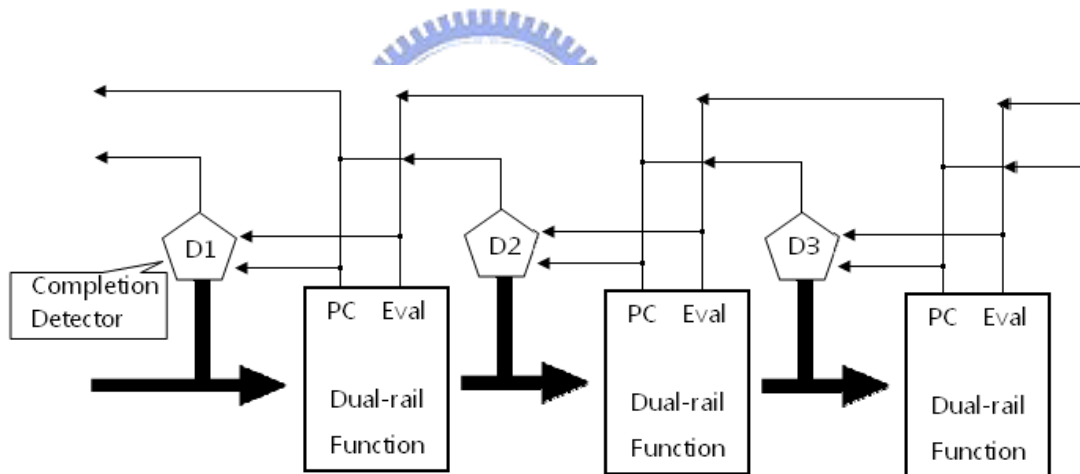 D1
D2
D3
Completion
Detector
PC Eval
Dual-rail
Function
PC Eval
Dual-rail
Function
PC Eval
Dual-rail
Function